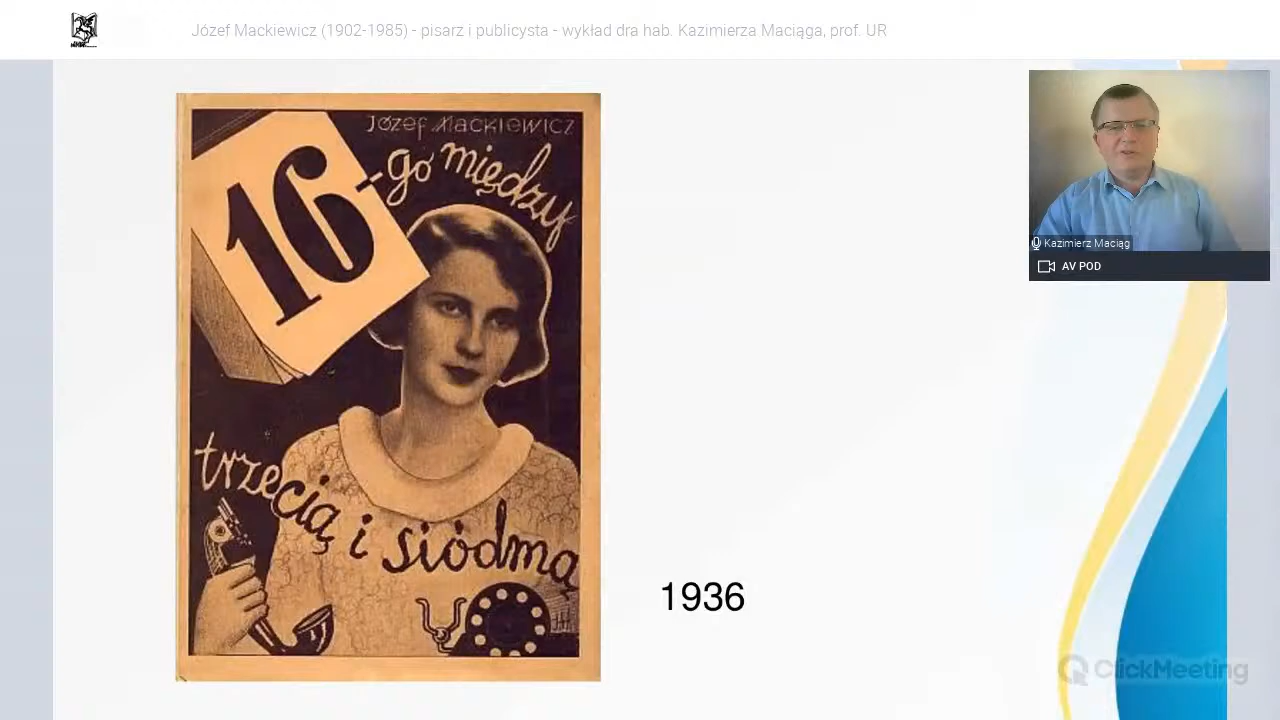 Józef Mackiewicz (1902-1985) - pisarz i publicysta - wykład dra hab. Kazimierza Maciąga, prof. UR
Józef Mackiewicz
16-go między
trzecią i siódmą
1936
Kazimierz Maciąg
AV POD
ClickMeeting